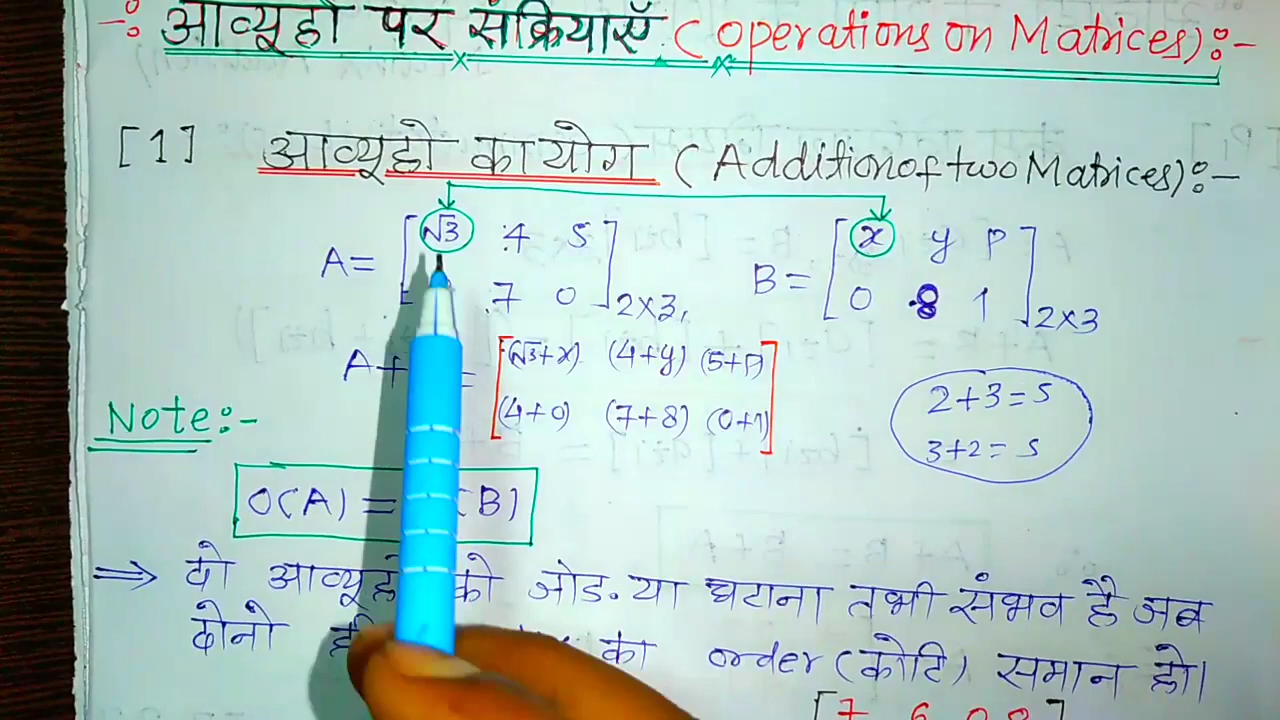 -: आव्यूहो पर संक्रियाएँ (operations on Matrices):-
[1] आव्यूहो का योग (Addition of two Matrices):-
A = [ √3 4 5
7 0 ] 2×3,
B = [ x y p
0 8 1 ] 2×3
A+ = [ (√3+x) (4+y) (5+p)
(4+0) (7+8) (0+1) ]
2+3=5
3+2=5
Note:-
O(A) = (B)
⇒ दो को जोड़ या घटाना तभी संभव है जब
दोनो का order (कोटि) समान हो।
[7 6